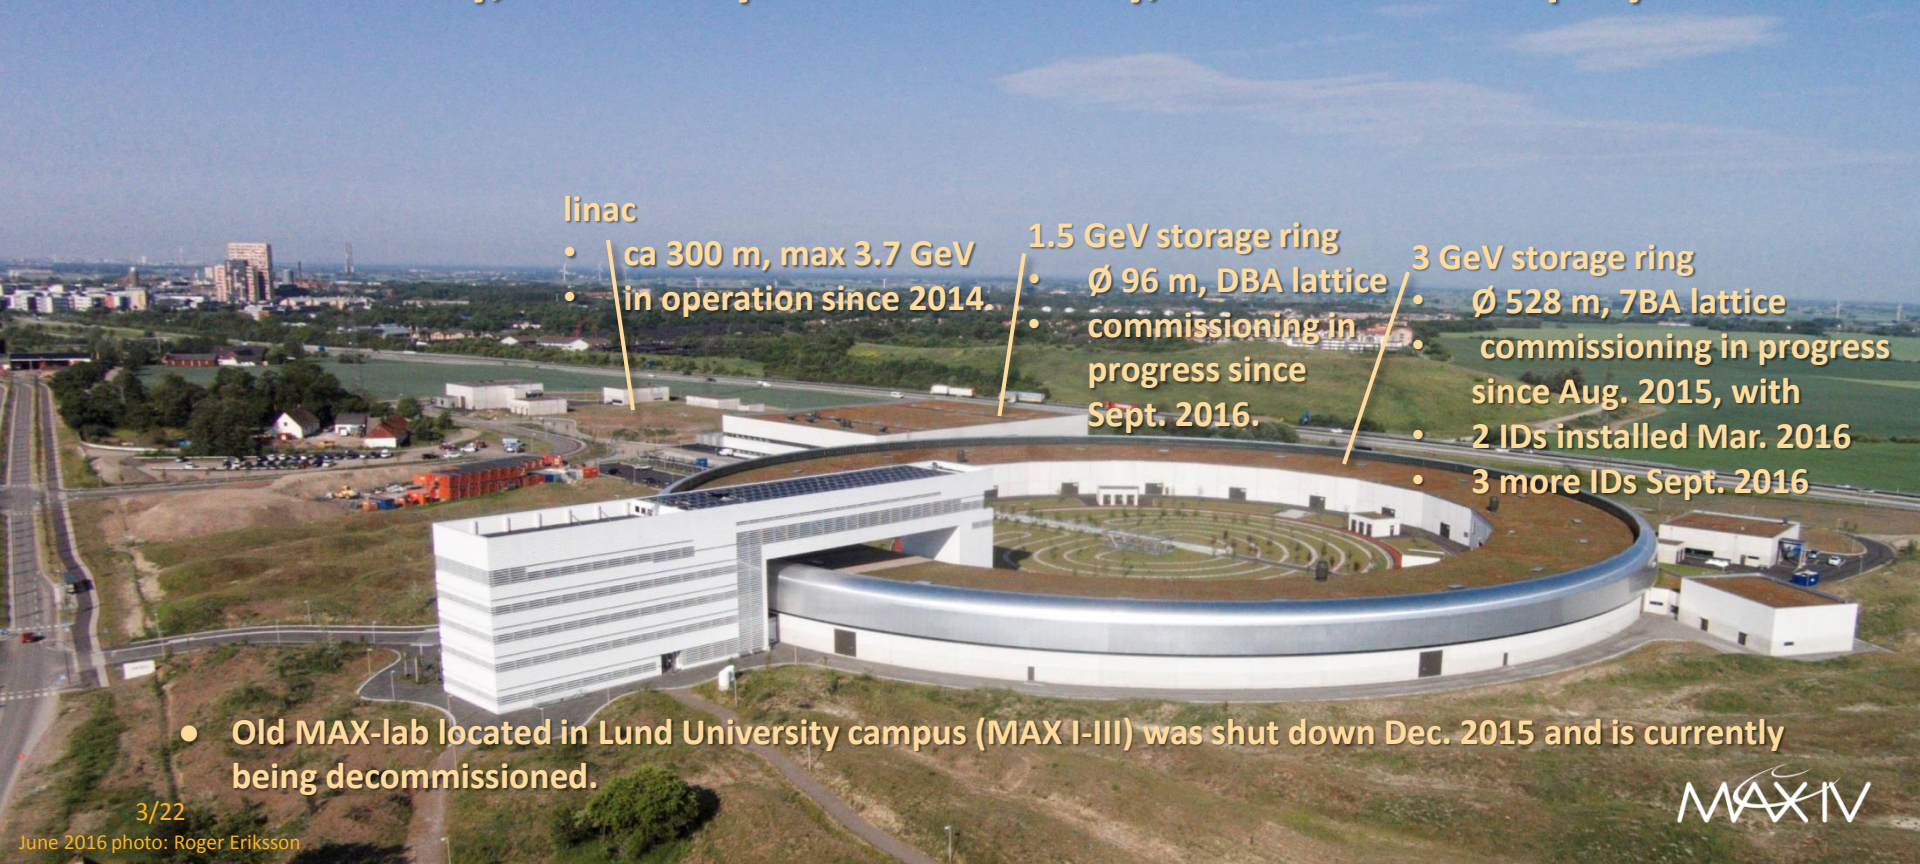 linac
• ca 300 m, max 3.7 GeV
• in operation since 2014.
1.5 GeV storage ring
• Ø 96 m, DBA lattice
• commissioning in
progress since
Sept. 2016.
3 GeV storage ring
• Ø 528 m, 7BA lattice
• commissioning in progress
since Aug. 2015, with
• 2 IDs installed Mar. 2016
• 3 more IDs Sept. 2016
• Old MAX-lab located in Lund University campus (MAX I-III) was shut down Dec. 2015 and is currently
being decommissioned.
3/22
June 2016 photo: Roger Eriksson
MAX IV